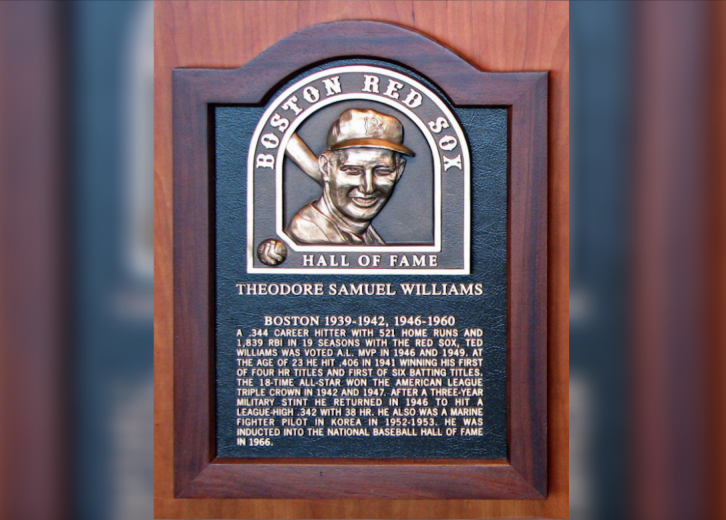 BOSTON RED SOX
HALL OF FAME
THEODORE SAMUEL WILLIAMS
BOSTON 1939-1942, 1946-1960
A .344 CAREER HITTER WITH 521 HOME RUNS AND
1,839 RBI IN 19 SEASONS WITH THE RED SOX, TED
WILLIAMS WAS VOTED A.L. MVP IN 1946 AND 1949. AT
THE AGE OF 23 HE HIT .406 IN 1941 WINNING HIS FIRST
OF FOUR HR TITLES AND FIRST OF SIX BATTING TITLES.
THE 18-TIME ALL-STAR WON THE AMERICAN LEAGUE
TRIPLE CROWN IN 1942 AND 1947. AFTER A THREE-YEAR
MILITARY STINT HE RETURNED IN 1946 TO HIT A
LEAGUE-HIGH .342 WITH 38 HR. HE ALSO WAS A MARINE
FIGHTER PILOT IN KOREA IN 1952-1953. HE WAS
INDUCTED INTO THE NATIONAL BASEBALL HALL OF FAME
IN 1966.